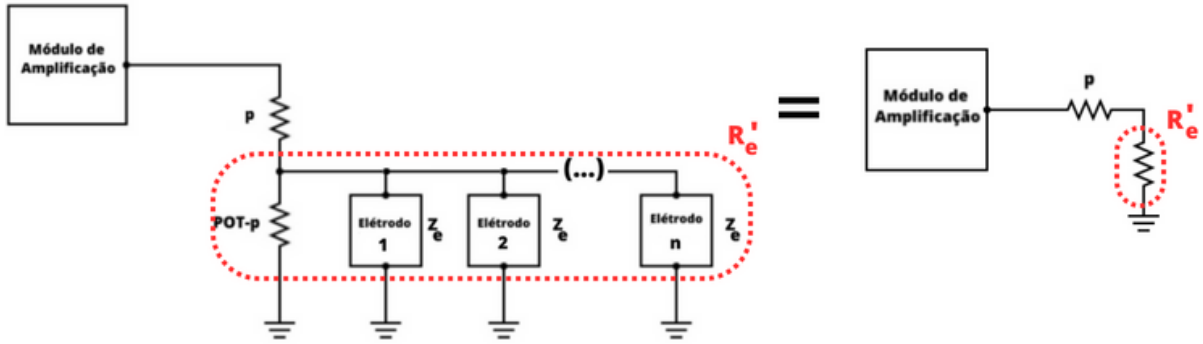 Módulo de
Amplificação
p
POT-p
R'e
(...)
Elétrodo
1
Ze
Elétrodo
2
Ze
Elétrodo
n
Ze
=
Módulo de
Amplificação
p
R'e